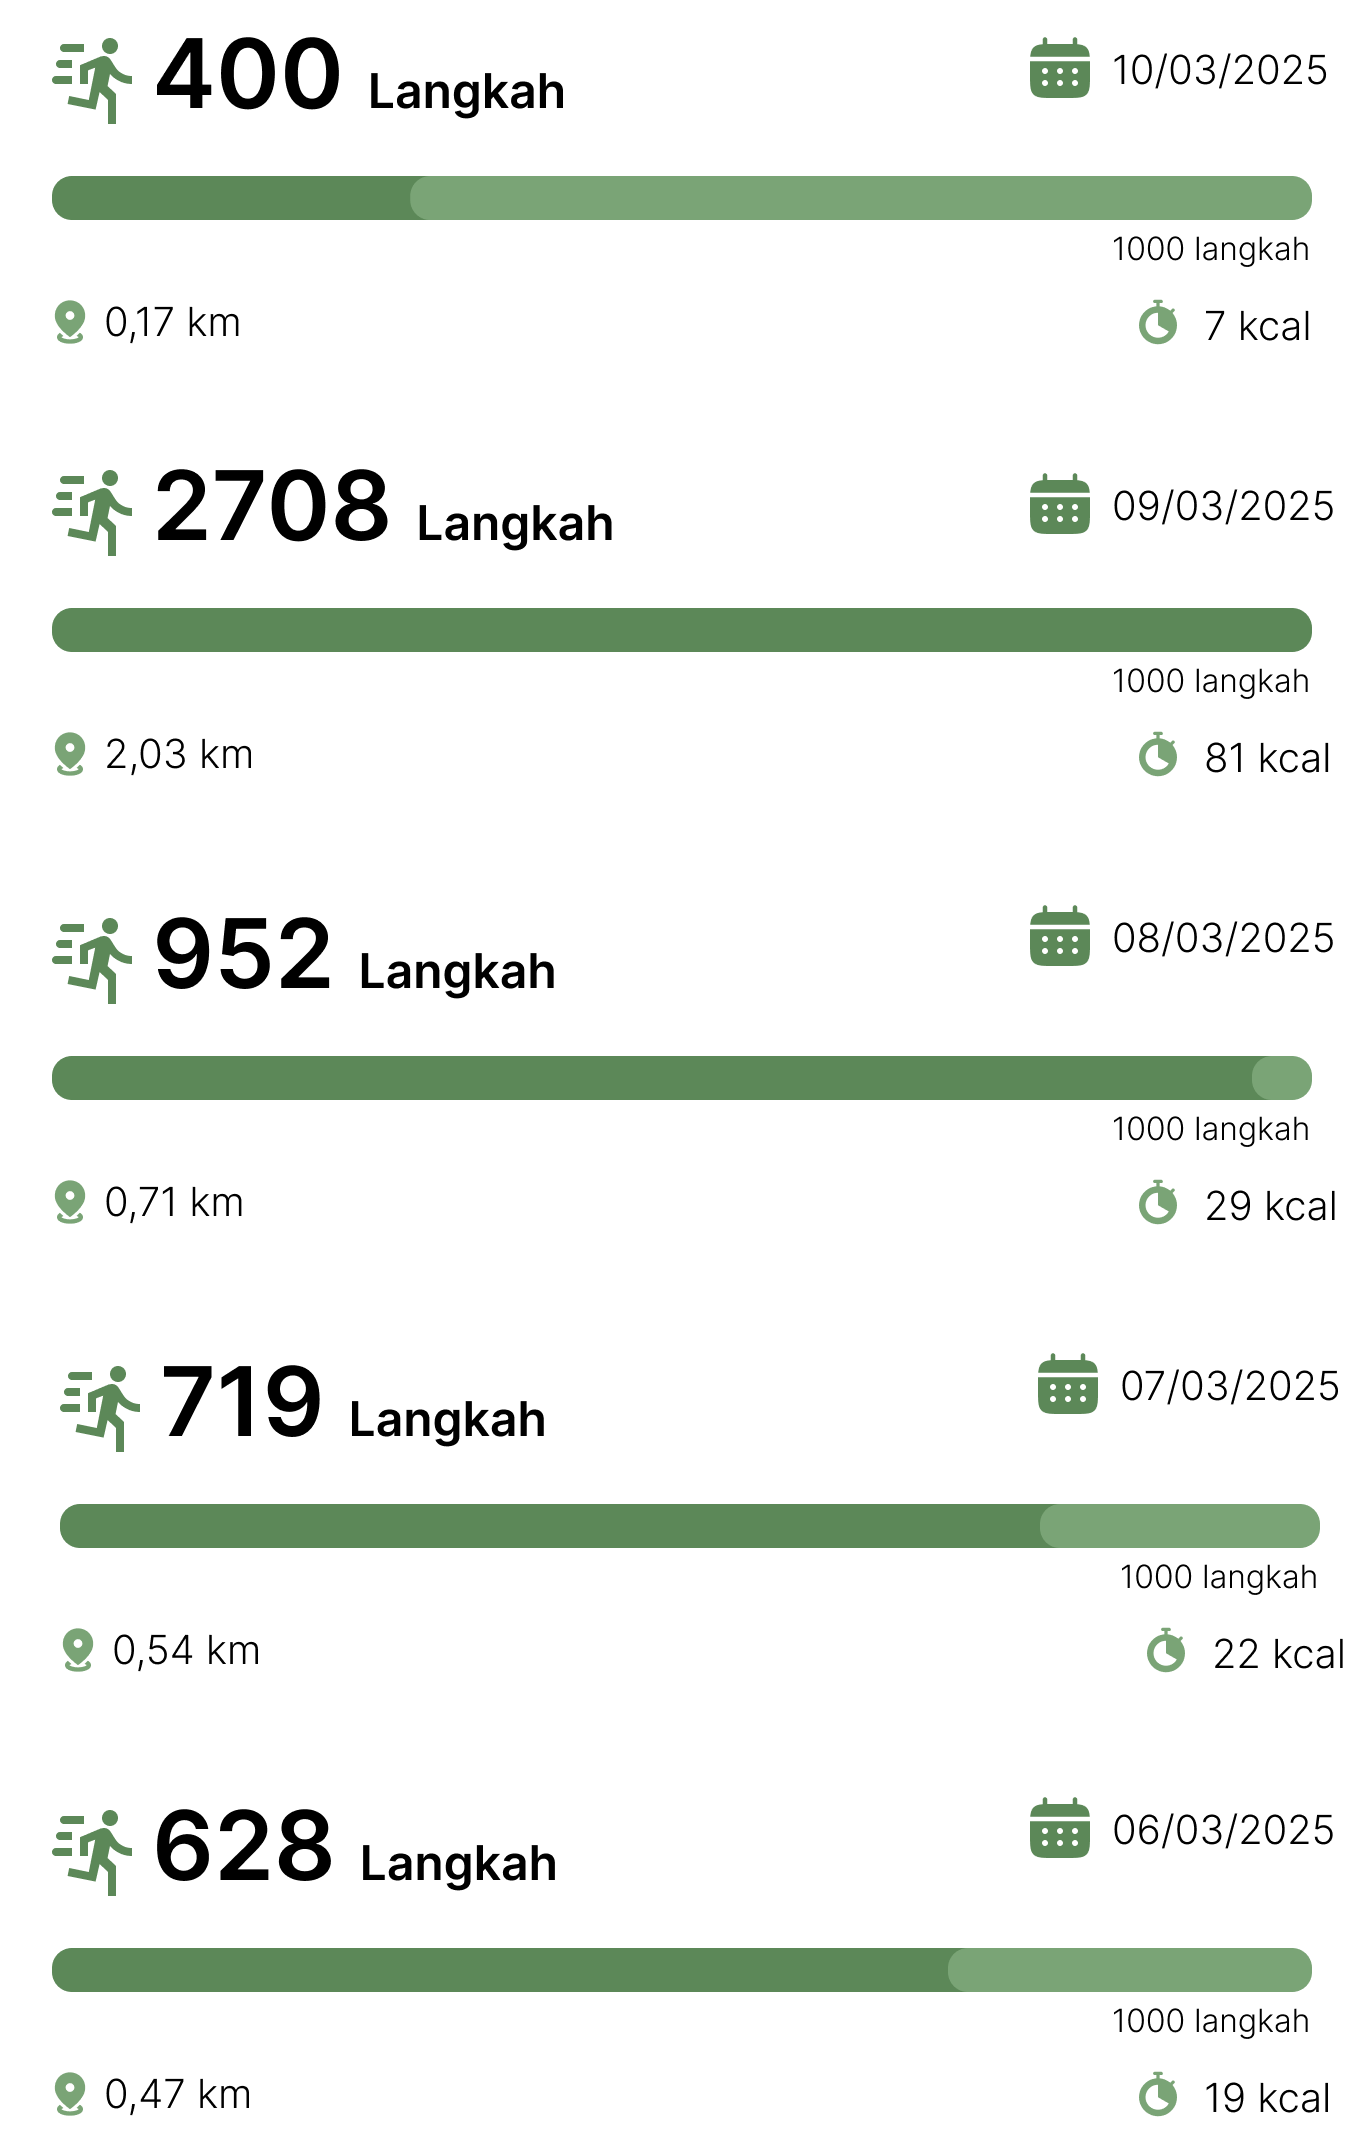 400 Langkah
10/03/2025
1000 langkah
0,17 km
7 kcal
2708 Langkah
09/03/2025
1000 langkah
2,03 km
81 kcal
952 Langkah
08/03/2025
1000 langkah
0,71 km
29 kcal
719 Langkah
07/03/2025
1000 langkah
0,54 km
22 kcal
628 Langkah
06/03/2025
1000 langkah
0,47 km
19 kcal